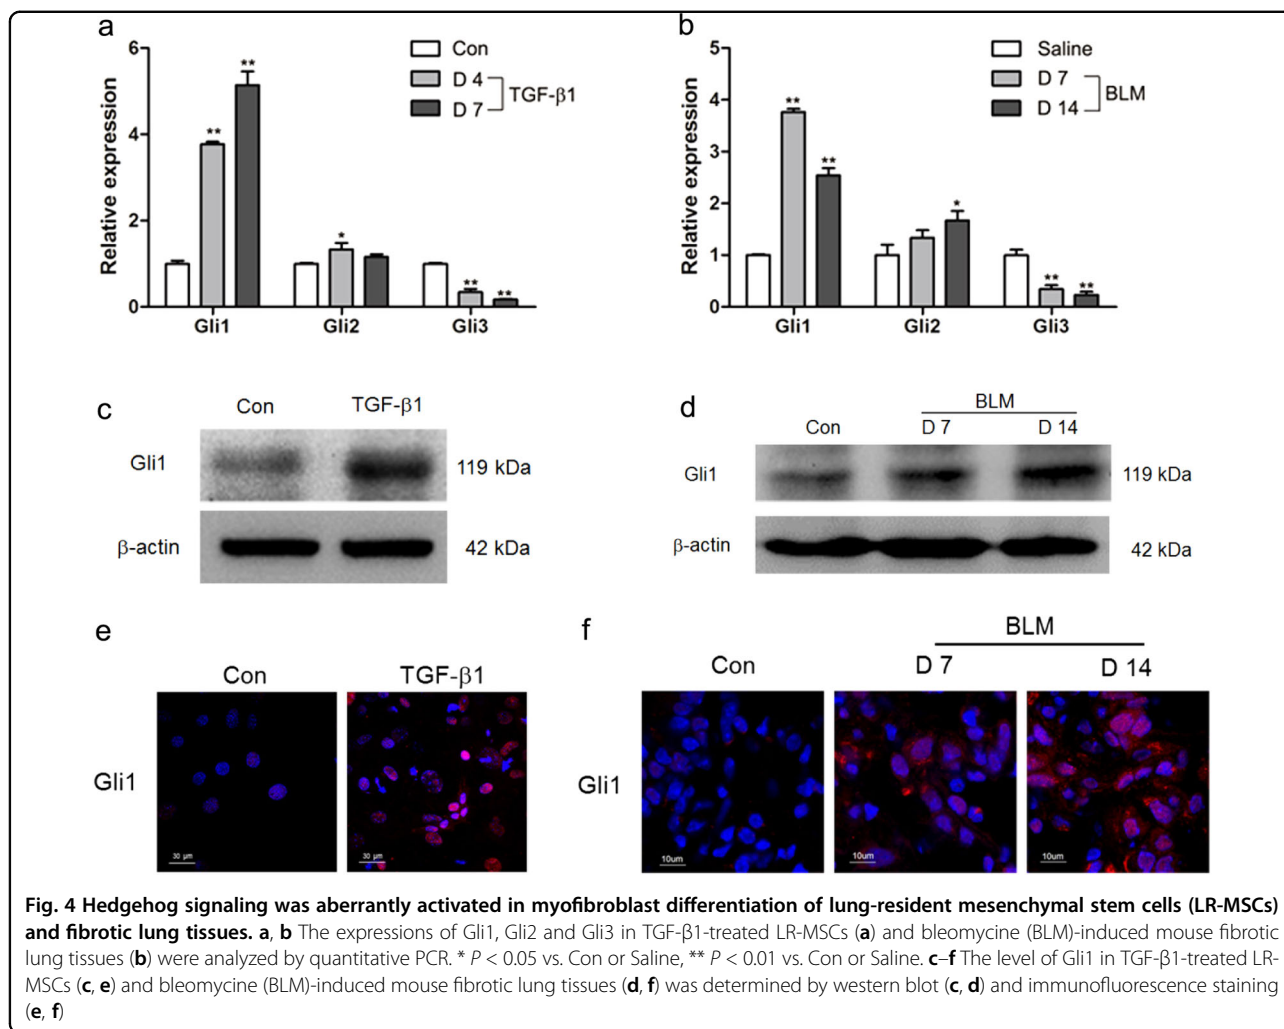 a
Relative expression
6
4
2
0
Con
D 4
D 7
TGF-β1
**
**
*
**
**
Gli1
Gli2
Gli3
b
Relative expression
5
4
3
2
1
0
Saline
D 7
D 14
BLM
**
**
*
**
**
Gli1
Gli2
Gli3
c
Con
TGF-β1
Gli1
119 kDa
β-actin
42 kDa
d
BLM
Con
D 7
D 14
Gli1
119 kDa
β-actin
42 kDa
e
Con
TGF-β1
Gli1
30 μm
30 μm
f
BLM
Con
D 7
D 14
Gli1
10um
10um
10um
Fig. 4 Hedgehog signaling was aberrantly activated in myofibroblast differentiation of lung-resident mesenchymal stem cells (LR-MSCs)
and fibrotic lung tissues. a, b The expressions of Gli1, Gli2 and Gli3 in TGF-β1-treated LR-MSCs (a) and bleomycine (BLM)-induced mouse fibrotic
lung tissues (b) were analyzed by quantitative PCR. * P < 0.05 vs. Con or Saline, ** P < 0.01 vs. Con or Saline. c–f The level of Gli1 in TGF-β1-treated LR-
MSCs (c, e) and bleomycine (BLM)-induced mouse fibrotic lung tissues (d, f) was determined by western blot (c, d) and immunofluorescence staining
(e, f)